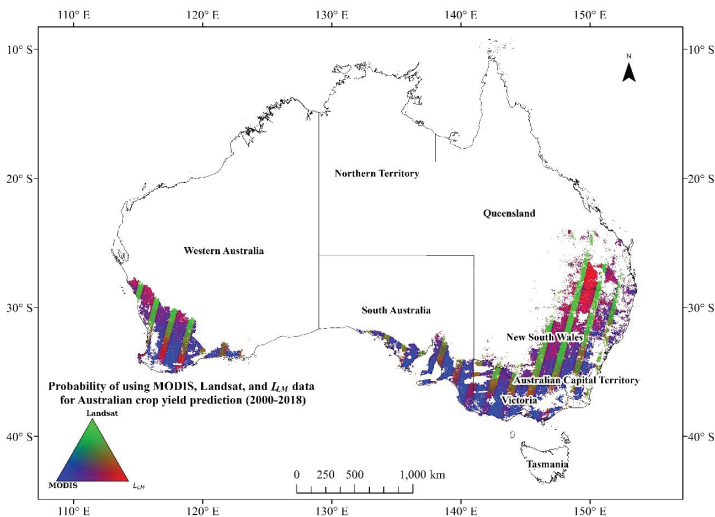 110° E 120° E 130° E 140° E 150° E
10° S 10° S
N
Northern Territory
20° S 20° S
Queensland
Western Australia
30° S 30° S
South Australia
New South Wales
Probability of using MODIS, Landsat, and I_LM data
for Australian crop yield prediction (2000-2018)
Australian Capital Territory
Victoria
Landsat
40° S 40° S
MODIS I_LM
Tasmania
0 250 500 1,000 km
110° E 120° E 130° E 140° E 150° E